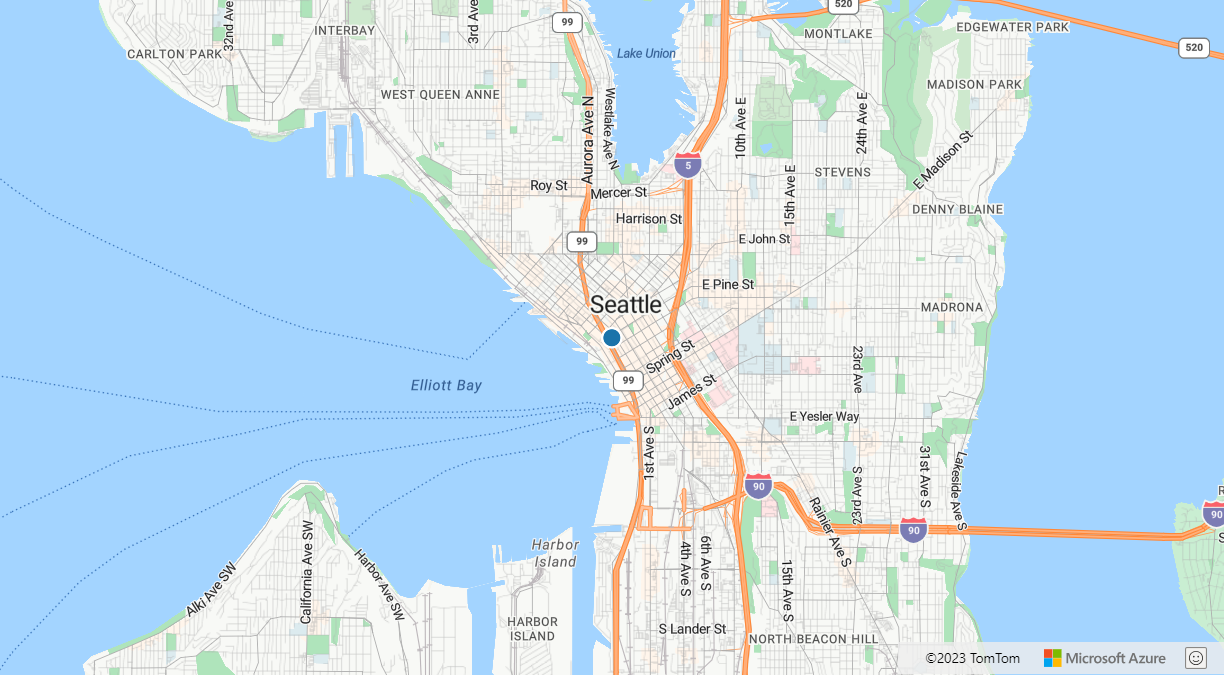 520
99
32nd Ave
3rd Ave
INTERBAY
EDGEWATER PARK
MONTLAKE
520
CARLTON PARK
Lake Union
WEST QUEEN ANNE
MADISON PARK
Aurora Ave N
Westlake Ave N
10th Ave E
24th Ave E
5
E Madison St
STEVENS
Roy St
Mercer St
15th Ave E
DENNY BLAINE
Harrison St
99
E John St
E Pine St
Seattle
MADRONA
Spring St
23rd Ave
99
Elliott Bay
James St
E Yesler Way
1st Ave S
31st Ave S
Lakeside Ave S
23rd Ave S
90
90
90
Rainier Ave S
R
S
Harbor
Island
California Ave SW
Harbor Ave SW
Alki Ave SW
4th Ave S
6th Ave S
15th Ave S
HARBOR
ISLAND
S Lander St
NORTH BEACON HILL
©2023 TomTom
Microsoft Azure